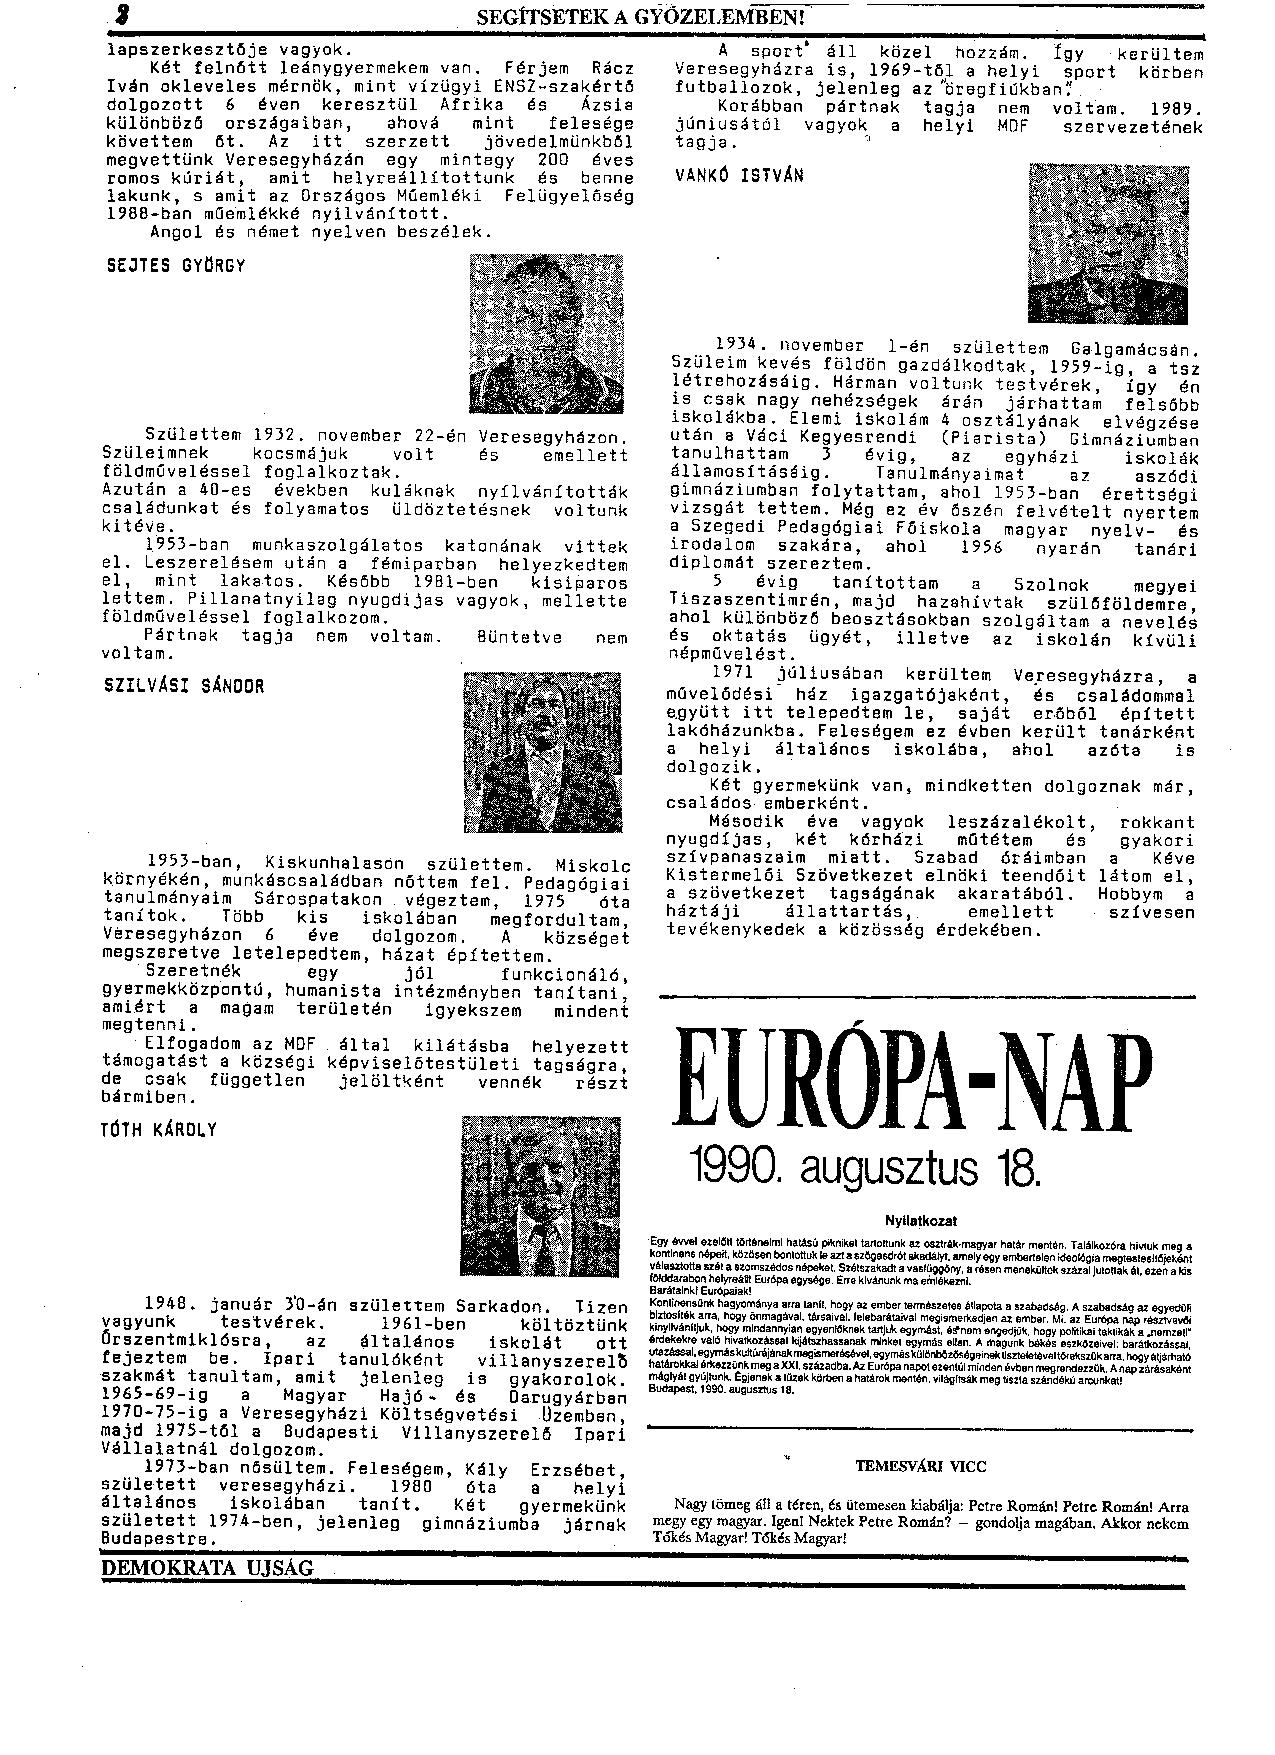 8
SEGÍTSETEK A GYŐZELEMBEN!
lapszerkesztője vagyok.
Két felnőtt leánygyermekem van. Férjem Rácz
Iván okleveles mérnök, mint vízügyi ENSZ-szakértő
dolgozott 6 éven keresztül Afrika és Ázsia
különböző országaiban, ahová mint felesége
követtem őt. Az itt szerzett jövedelmünkből
megvettünk Veresegyházán egy mintegy 200 éves
romos kúriát, amit helyreállítottunk és benne
lakunk, s amit az Országos Műemléki Felügyelőség
1988-ban műemlékké nyilvánított.
Angol és német nyelven beszélek.
SEJTES GYÖRGY
Születtem 1932. november 22-én Veresegyházon.
Szüleimnek kocsmájuk volt és emellett
földműveléssel foglalkoztak.
Azután a 40-es években kuláknak nyílvánították
családunkat és folyamatos üldöztetésnek voltunk
kitéve.
1953-ban munkaszolgálatos katonának vittek
el. Leszerelésem után a fémiparban helyezkedtem
el, mint lakatos. Később 1981-ben kisiparos
lettem. Pillanatnyilag nyugdijas vagyok, mellette
földműveléssel foglalkozom.
Pártnak tagja nem voltam. Büntetve nem
voltam.
SZILVÁSI SÁNDOR
1953-ban, Kiskunhalason születtem. Miskolc
környékén, munkáscsaládban nőttem fel. Pedagógiai
tanulmányaim Sárospatakon végeztem, 1975 óta
tanítok. Több kis iskolában megfordultam,
Veresegyházon 6 éve dolgozom. A községet
megszeretve letelepedtem, házat építettem.
Szeretnék egy jól funkcionáló,
gyermekközpontú, humanista intézményben tanítani,
amiért a magam területén igyekszem mindent
megtenni.
Elfogadom az MDF által kilátásba helyezett
támogatást a községi képviselőtestületi tagságra,
de csak független jelöltként vennék részt
bármiben.
TÓTH KÁROLY
1948. január 30-án születtem Sarkadon. Tizen
vagyunk testvérek. 1961-ben költöztünk
Őrszentmiklósra, az általános iskolát ott
fejeztem be. Ipari tanulóként villanyszerelő
szakmát tanultam, amit jelenleg is gyakorolok.
1965-69-ig a Magyar Hajó- és Darugyárban
1970-75-ig a Veresegyházi Költségvetési Üzemben,
majd 1975-től a Budapesti Villanyszerelő Ipari
Vállalatnál dolgozom.
1973-ban nősültem. Feleségem, Kály Erzsébet,
született veresegyházi. 1980 óta a helyi
általános iskolában tanít. Két gyermekünk
született 1974-ben, jelenleg gimnáziumba járnak
Budapestre.
A sport áll közel hozzám. Így kerültem
Veresegyházra is, 1969-től a helyi sport körben
futballozok, jelenleg az "öregfiúkban".
Korábban pártnak tagja nem voltam. 1989.
júniusától vagyok a helyi MDF szervezetének
tagja.
VANKÓ ISTVÁN
1934. november 1-én születtem Galgamácsán.
Szüleim kevés földön gazdálkodtak, 1959-ig, a tsz
létrehozásáig. Hárman voltunk testvérek, így én
is csak nagy nehézségek árán járhattam felsőbb
iskolákba. Elemi iskolám 4 osztályának elvégzése
után a Váci Kegyesrendi (Piarista) Gimnáziumban
tanulhattam 3 évig, az egyházi iskolák
államosításáig. Tanulmányaimat az aszódi
gimnáziumban folytattam, ahol 1953-ban érettségi
vizsgát tettem. Még ez év őszén felvételt nyertem
a Szegedi Pedagógiai Főiskola magyar nyelv- és
irodalom szakára, ahol 1956 nyarán tanári
diplomát szereztem.
5 évig tanítottam a Szolnok megyei
Tiszaszentimrén, majd hazahívtak szülőföldemre,
ahol különböző beosztásokban szolgáltam a nevelés
és oktatás ügyét, illetve az iskolán kívüli
népművelést.
1971 júliusában kerültem Veresegyházra, a
művelődési ház igazgatójaként, és családommal
együtt itt telepedtem le, saját erőből épített
lakóházunkba. Feleségem ez évben került tanárként
a helyi általános iskolába, ahol azóta is
dolgozik.
Két gyermekünk van, mindketten dolgoznak már,
családos emberként.
Második éve vagyok leszázalékolt, rokkant
nyugdíjas, két kórházi műtétem és gyakori
szívpanaszaim miatt. Szabad óráimban a Kéve
Kistermelői Szövetkezet elnöki teendőit látom el,
a szövetkezet tagságának akaratából. Hobbym a
háztáji állattartás, emellett szívesen
tevékenykedek a közösség érdekében.
EURÓPA-NAP
1990. augusztus 18.
Nyilatkozat
Egy évvel ezelőtt történelmi hatású pikniket tartottunk az osztrák-magyar határ mentén. Találkozóra hívtuk meg a
kontinens népeit, közösen bontottuk le azt a szögesdrót akadályt, amely egy embertelen ideológia megtestesítőjeként
választotta szét a szomszédos népeket. Szétszakadt a vasfüggöny, a résen menekültek százai jutottak át, ezen a kis
földdarabon helyreállt Európa egysége. Erre kívánunk ma emlékezni.
Barátaink! Európaiak!
Kontinensünk hagyománya arra tanít, hogy az ember természetes állapota a szabadság. A szabadság az egyedüli
biztosíték arra, hogy önmagával, társaival, felebarátaival megismerkedjen az ember. Mi, az Európa nap résztvevői
kinyilvánítjuk, hogy mindannyian egyenlőknek tartjuk egymást, és nem engedjük, hogy politikai taktikák a „nemzeti"
érdekekre való hivatkozással kijátszhassanak minket egymás ellen. A magunk békés eszközeivel: barátkozással,
utazással, egymás kultúrájának megismerésével, egymás különbözőségeinek tiszteletével törekszünk arra, hogy átjárható
határokkal érkezzünk meg a XXI. századba. Az Európa napot ezentúl minden évben megrendezzük. A nap zárásaként
máglyát gyújtunk. Égjenek a tüzek körben a határok mentén, világítsák meg tiszta szándékú arcunkat!
Budapest, 1990. augusztus 18.
TEMESVÁRI VICC
Nagy tömeg áll a téren, és ütemesen kiabálja: Petre Román! Petre Román! Arra
megy egy magyar. Igen! Nektek Petre Román? – gondolja magában. Akkor nekem
Tőkés Magyar! Tőkés Magyar!
DEMOKRATA UJSÁG